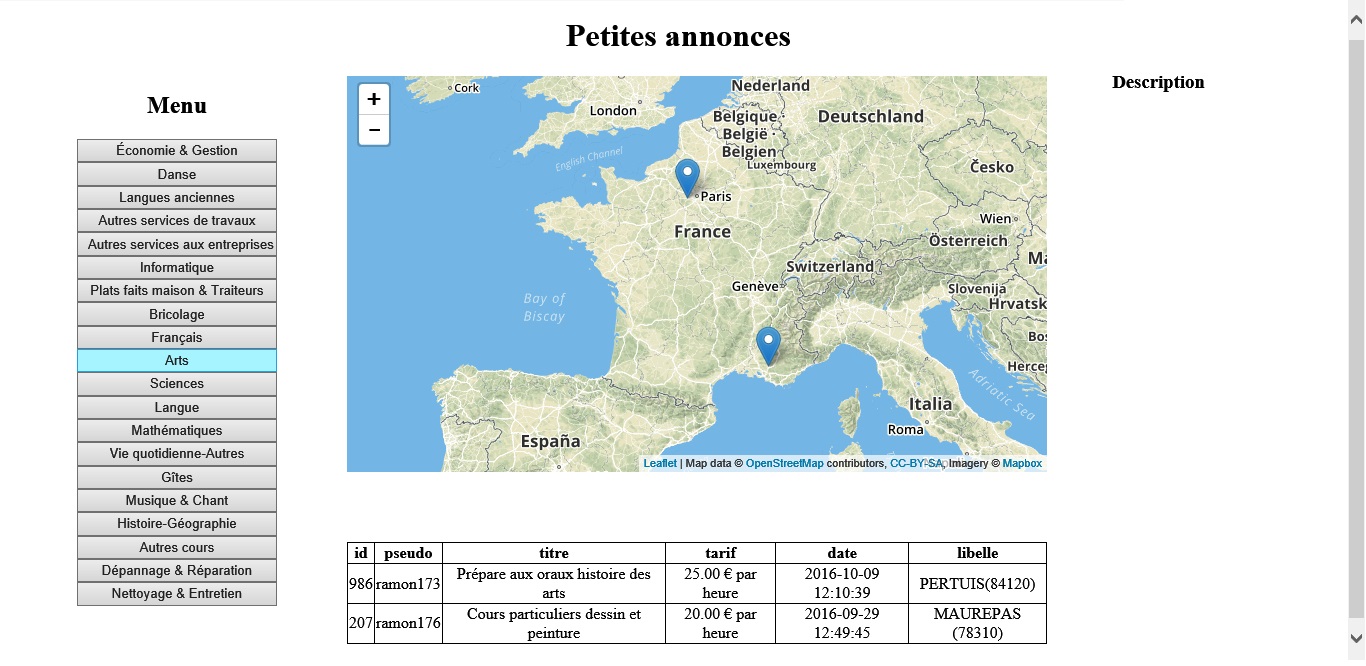 Petites annonces
Menu
Économie & Gestion
Danse
Langues anciennes
Autres services de travaux
Autres services aux entreprises
Informatique
Plats faits maison & Traiteurs
Bricolage
Français
Arts
Sciences
Langue
Mathématiques
Vie quotidienne-Autres
Gîtes
Musique & Chant
Histoire-Géographie
Autres cours
Dépannage & Réparation
Nettoyage & Entretien
+
−
Cork
London
Nederland
Belgique
België ·
Belgien
Deutschland
English Channel
Luxembourg
Česko
Paris
France
Wien
Österreich
Switzerland
Ma
Genève
Slovenija
Hrvatsk
Bay of
Biscay
Bos
Herceg
Adriatic Sea
Italia
Roma
España
Leaflet | Map data © OpenStreetMap contributors, CC-BY-SA, Imagery © Mapbox
Description
id pseudo titre tarif date libelle
986 ramon173 Prépare aux oraux histoire des 25.00 € par 2016-10-09 PERTUIS(84120)
arts heure 12:10:39
207 ramon176 Cours particuliers dessin et 20.00 € par 2016-09-29 MAUREPAS
peinture heure 12:49:45 (78310)